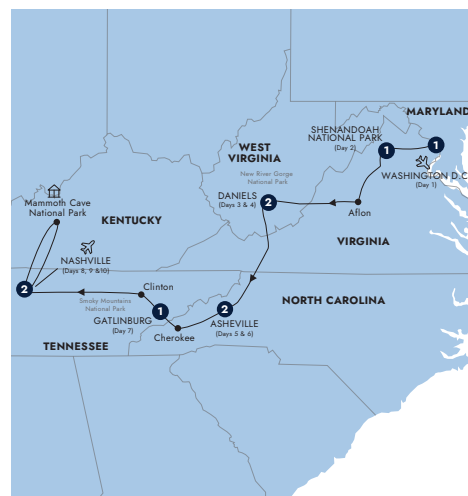 MARYLAND
SHENANDOAH
NATIONAL PARK
(Day 2)
1
1
WASHINGTON D.C
(Day 1)
WEST
VIRGINIA
New River Gorge
National Park
DANIELS
(Days 3 & 4)
2
Aflon
VIRGINIA
Mammoth Cave
National Park
KENTUCKY
NASHVILLE
(Days 8, 9 &10)
2
Clinton
Smoky Mountains
National Park
GATLINBURG
(Day 7)
1
Cherokee
2
ASHEVILLE
(Days 5 & 6)
NORTH CAROLINA
TENNESSEE